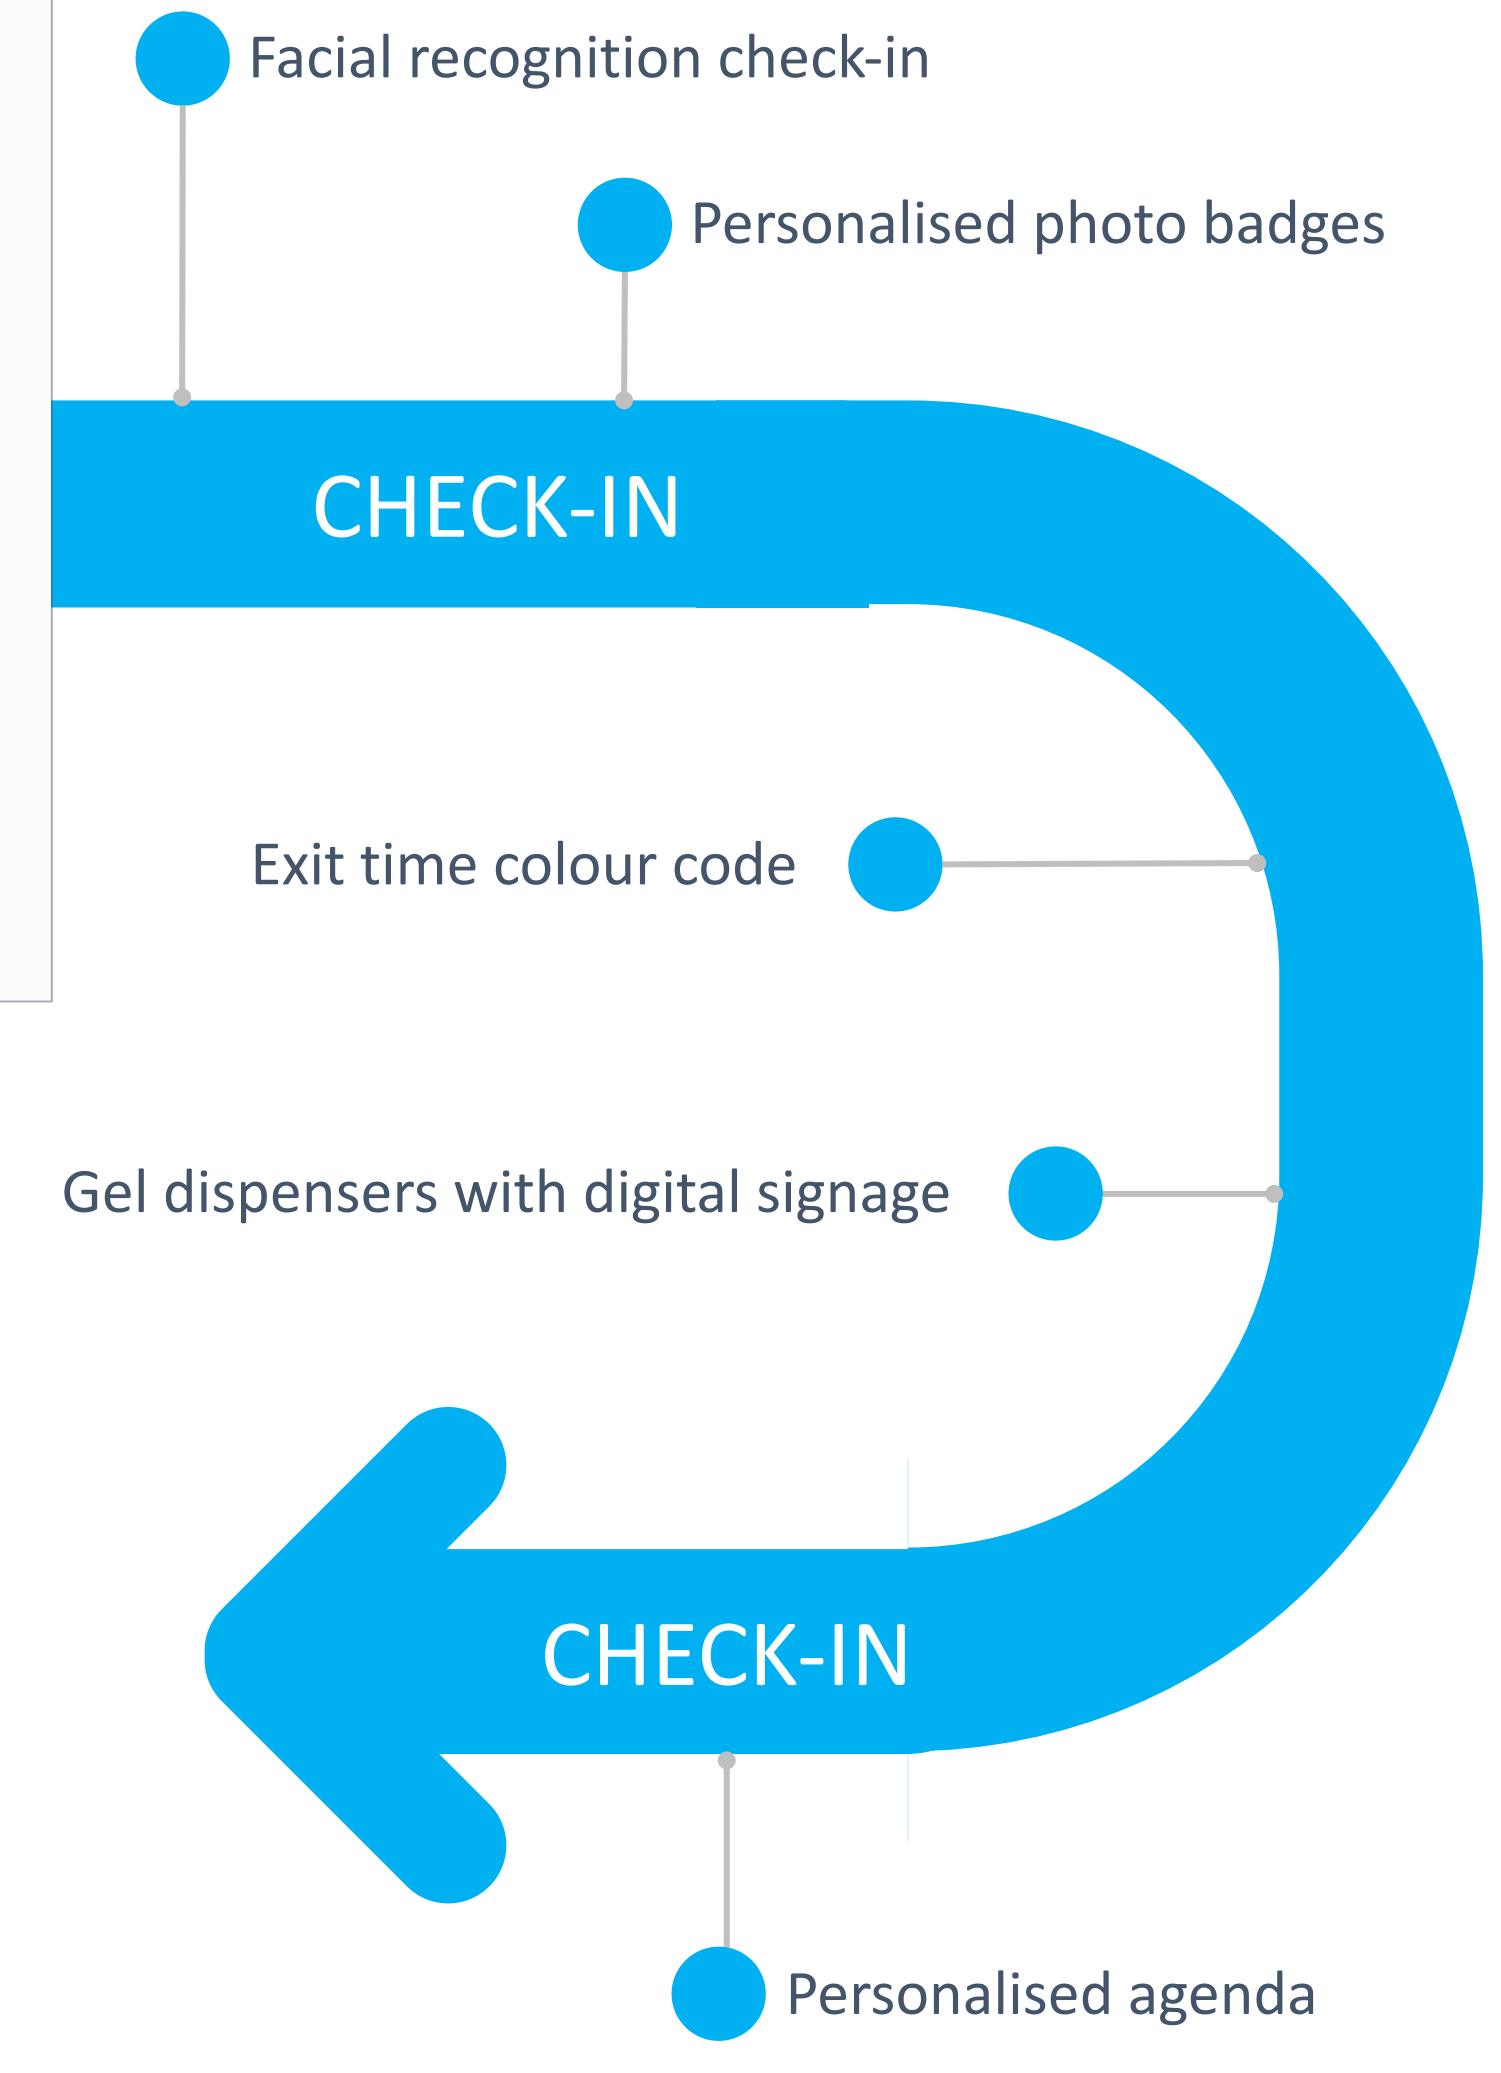 Facial recognition check-in
Personalised photo badges
CHECK-IN
Exit time colour code
Gel dispensers with digital signage
CHECK-IN
Personalised agenda